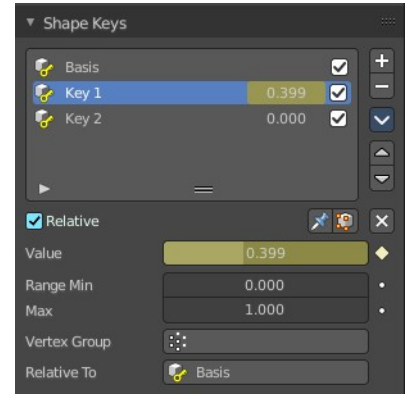 Shape Keys
Basis
Key 1 0.399
Key 2 0.000
Relative
Value 0.399
Range Min 0.000
Max 1.000
Vertex Group
Relative To Basis